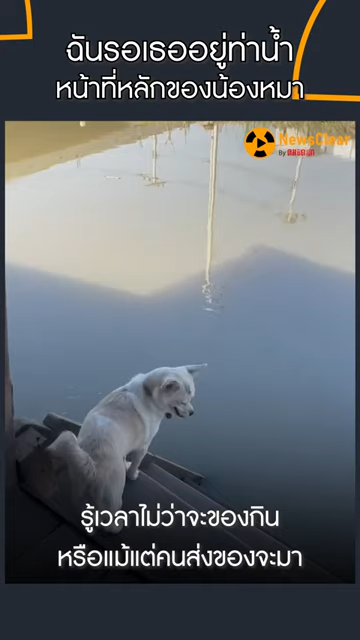 ฉันรอเธออยู่ท่าน้ำ
หน้าที่หลักของน้องหมา
NewsClear
By
รู้เวลาไม่ว่าจะของกิน
หรือแม้แต่คนส่งของจะมา